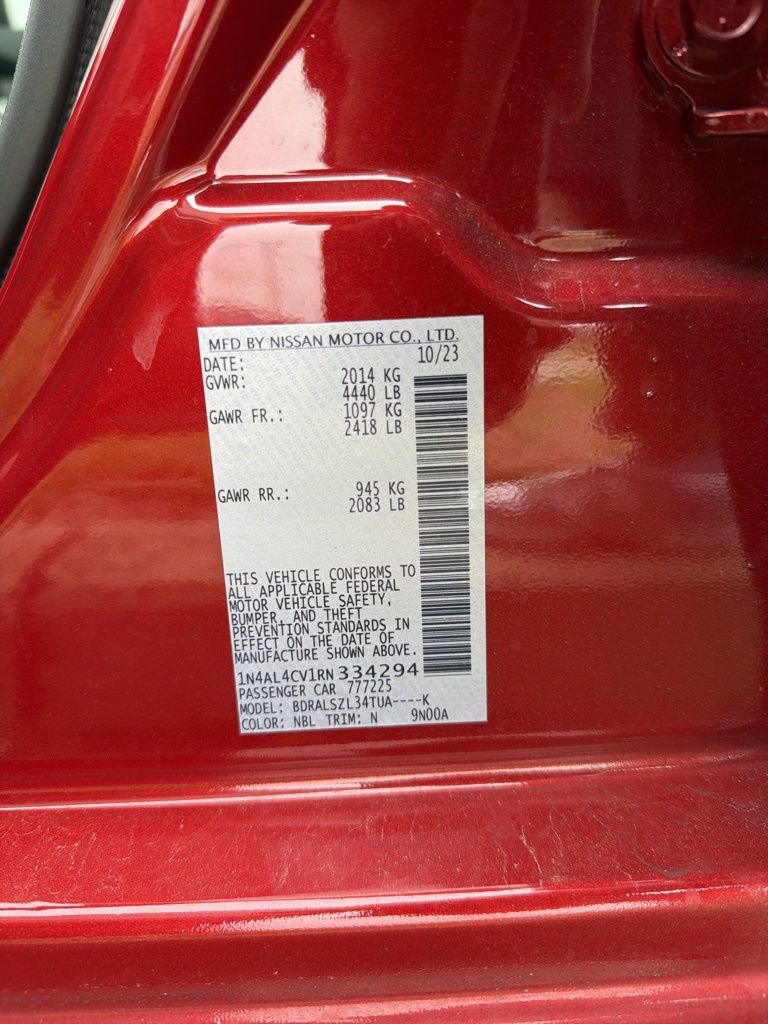 MFD BY NISSAN MOTOR CO., LTD.
DATE: 10/23
GVWR: 2014 KG
4440 LB
GAWR FR.: 1097 KG
2418 LB
GAWR RR.: 945 KG
2083 LB
THIS VEHICLE CONFORMS TO
ALL APPLICABLE FEDERAL
MOTOR VEHICLE SAFETY,
BUMPER, AND THEFT
PREVENTION STANDARDS IN
EFFECT ON THE DATE OF
MANUFACTURE SHOWN ABOVE.
1N4AL4CV1RN334294
PASSENGER CAR 777225
MODEL: BDRALSZL34TUA----K
COLOR: NBL TRIM: N 9N00A